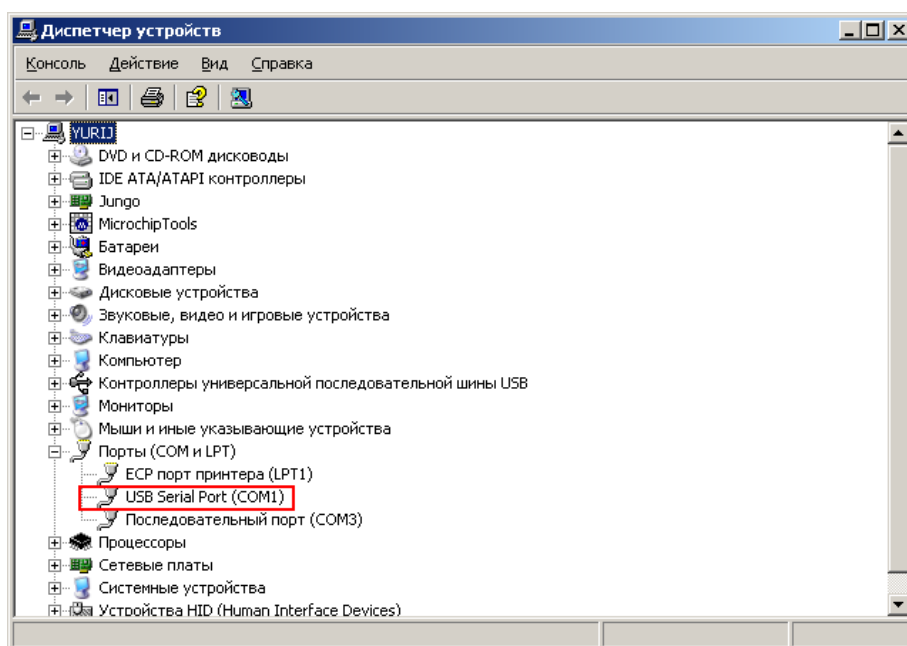 Диспетчер устройств
Консоль Действие Вид Справка
YURIJ
DVD и CD-ROM дисководы
IDE ATA/ATAPI контроллеры
Jungo
MicrochipTools
Батареи
Видеоадаптеры
Дисковые устройства
Звуковые, видео и игровые устройства
Клавиатуры
Компьютер
Контроллеры универсальной последовательной шины USB
Мониторы
Мыши и иные указывающие устройства
Порты (COM и LPT)
ECP порт принтера (LPT1)
USB Serial Port (COM1)
Последовательный порт (COM3)
Процессоры
Сетевые платы
Системные устройства
Устройства HID (Human Interface Devices)